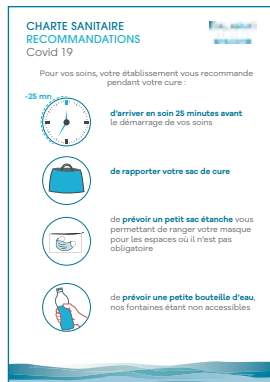 CHARTE SANITAIRE
RECOMMANDATIONS
Covid 19
Pour vos soins, votre établissement vous recommande
pendant votre cure :
-25 mn
d'arriver en soin 25 minutes avant
le démarrage de vos soins
de rapporter votre sac de cure
de prévoir un petit sac étanche vous
permettant de ranger votre masque
pour les espaces où il n'est pas
obligatoire
de prévoir une petite bouteille d'eau,
nos fontaines étant non accessibles